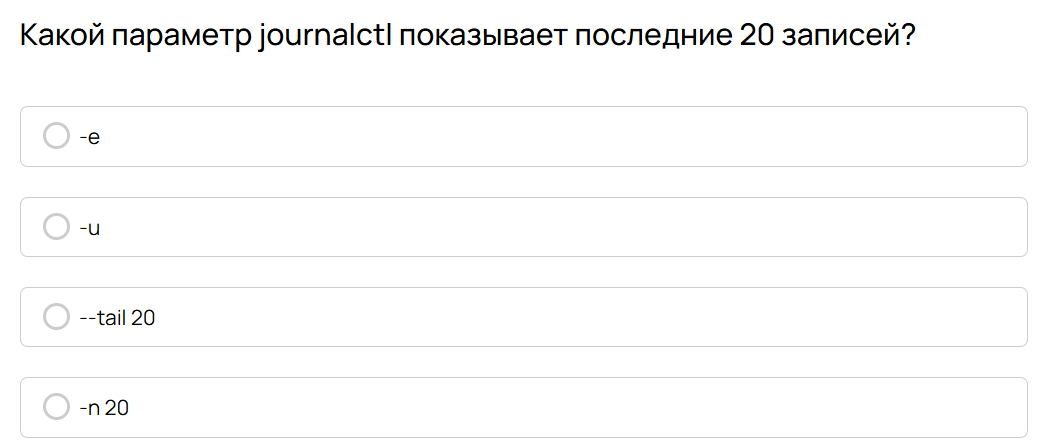 Какой параметр journalctl показывает последние 20 записей?
-e
-u
--tail 20
-n 20